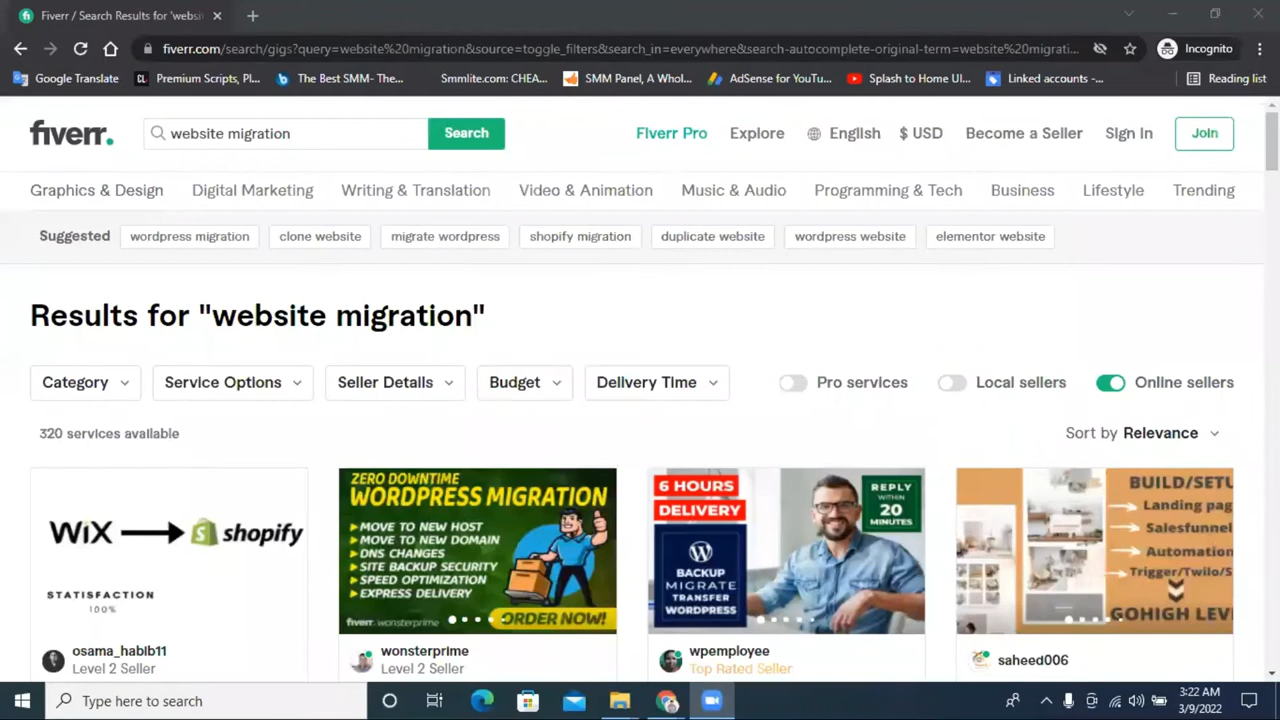 Fiverr / Search Results for 'websi
fiverr.com/search/gigs?query=website%20migration&source=toggle_filters&search_in=everywhere&search-autocomplete-original-term=website%20migrati...
Incognito
Google Translate
Premium Scripts, Pl...
The Best SMM- The...
Smmlite.com: CHEA...
SMM Panel, A Whol...
AdSense for YouTu...
Splash to Home UI...
Linked accounts -...
Reading list
fiverr.
website migration
Search
Fiverr Pro
Explore
English
$ USD
Become a Seller
Sign In
Join
Graphics & Design
Digital Marketing
Writing & Translation
Video & Animation
Music & Audio
Programming & Tech
Business
Lifestyle
Trending
Suggested
wordpress migration
clone website
migrate wordpress
shopify migration
duplicate website
wordpress website
elementor website
Results for "website migration"
Category
Service Options
Seller Details
Budget
Delivery Time
Pro services
Local sellers
Online sellers
320 services available
Sort by Relevance
WiX
shopify
STATISFACTION
100%
osama_habib11
Level 2 Seller
ZERO DOWNTIME
WORDPRESS MIGRATION
MOVE TO NEW HOST
MOVE TO NEW DOMAIN
DNS CHANGES
SITE BACKUP SECURITY
SPEED OPTIMIZATION
EXPRESS DELIVERY
fiverr. wonsterprime
ORDER NOW!
wonsterprime
Level 2 Seller
6 HOURS
DELIVERY
BACKUP
MIGRATE
TRANSFER
WORDPRESS
REPLY
WITHIN
20
MINUTES
wpemployee
Top Rated Seller
BUILD/SETU
Landing pag
Salesfunnel
Automation
Trigger/Twilo/S
GOHIGH LEV
saheed006
Type here to search
3:22 AM
3/9/2022